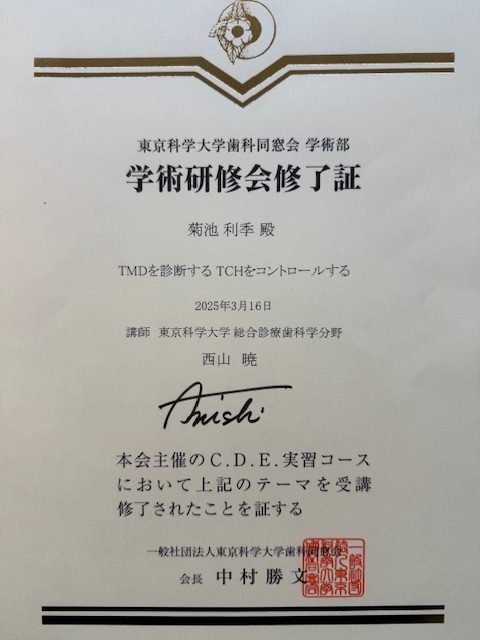 東京科学大学歯科同窓会 学術部
学術研修会修了証
菊池 利季 殿
TMDを診断する TCHをコントロールする
2025年3月16日
講師 東京科学大学 総合診療歯科学分野
西山 暁
本会主催のC.D.E.実習コース
において上記のテーマを受講
修了されたことを証する
一般社団法人東京科学大学歯科同窓会
会長 中村勝文